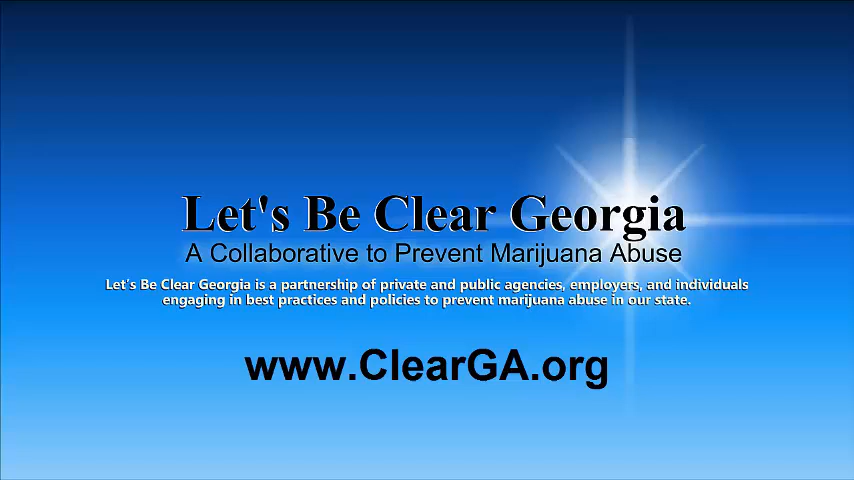 Let's Be Clear Georgia
A Collaborative to Prevent Marijuana Abuse
Let's Be Clear Georgia is a partnership of private and public agencies, employers, and individuals
engaging in best practices and policies to prevent marijuana abuse in our state.
www.ClearGA.org